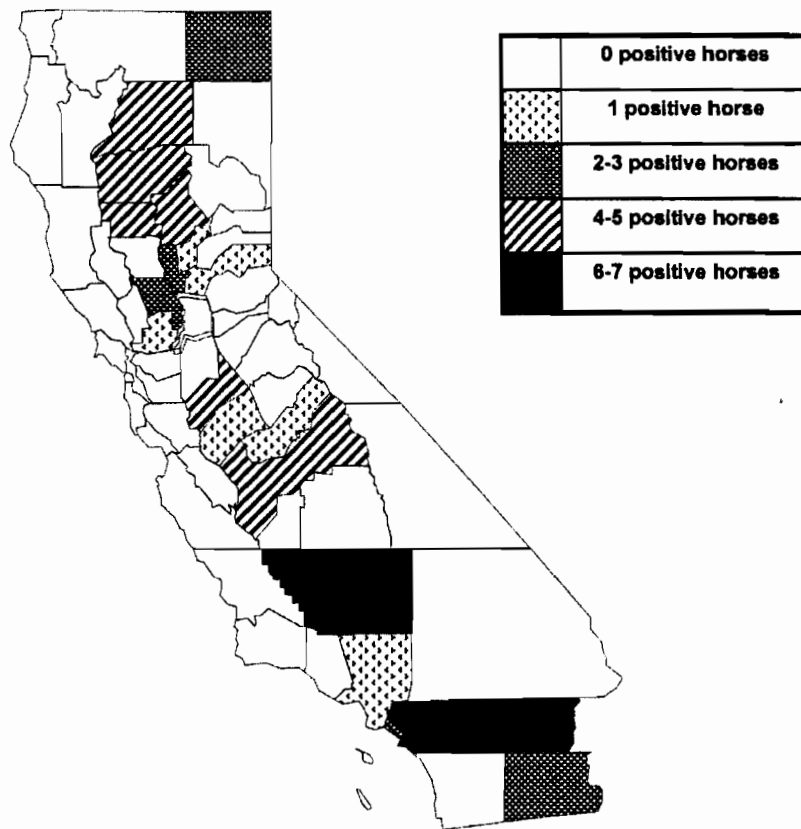 0 positive horses
1 positive horse
2-3 positive horses
4-5 positive horses
6-7 positive horses